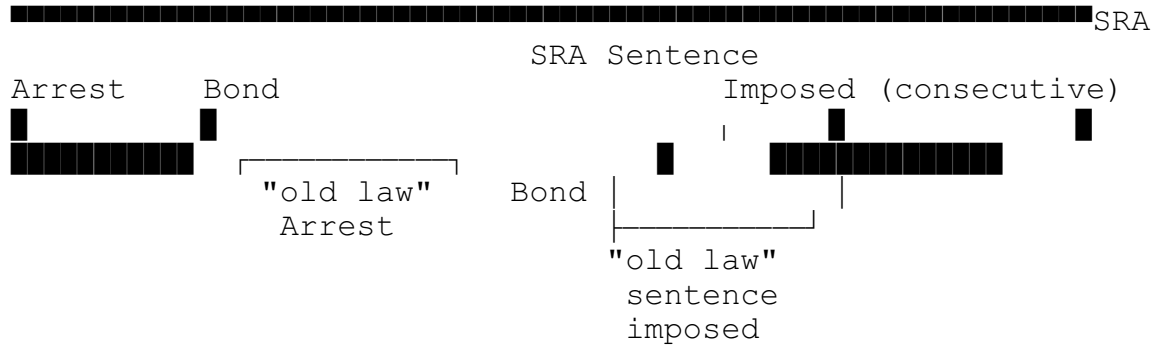 SRA
SRA Sentence
Arrest Bond Imposed (consecutive)
"old law" Bond
Arrest
"old law"
sentence
imposed